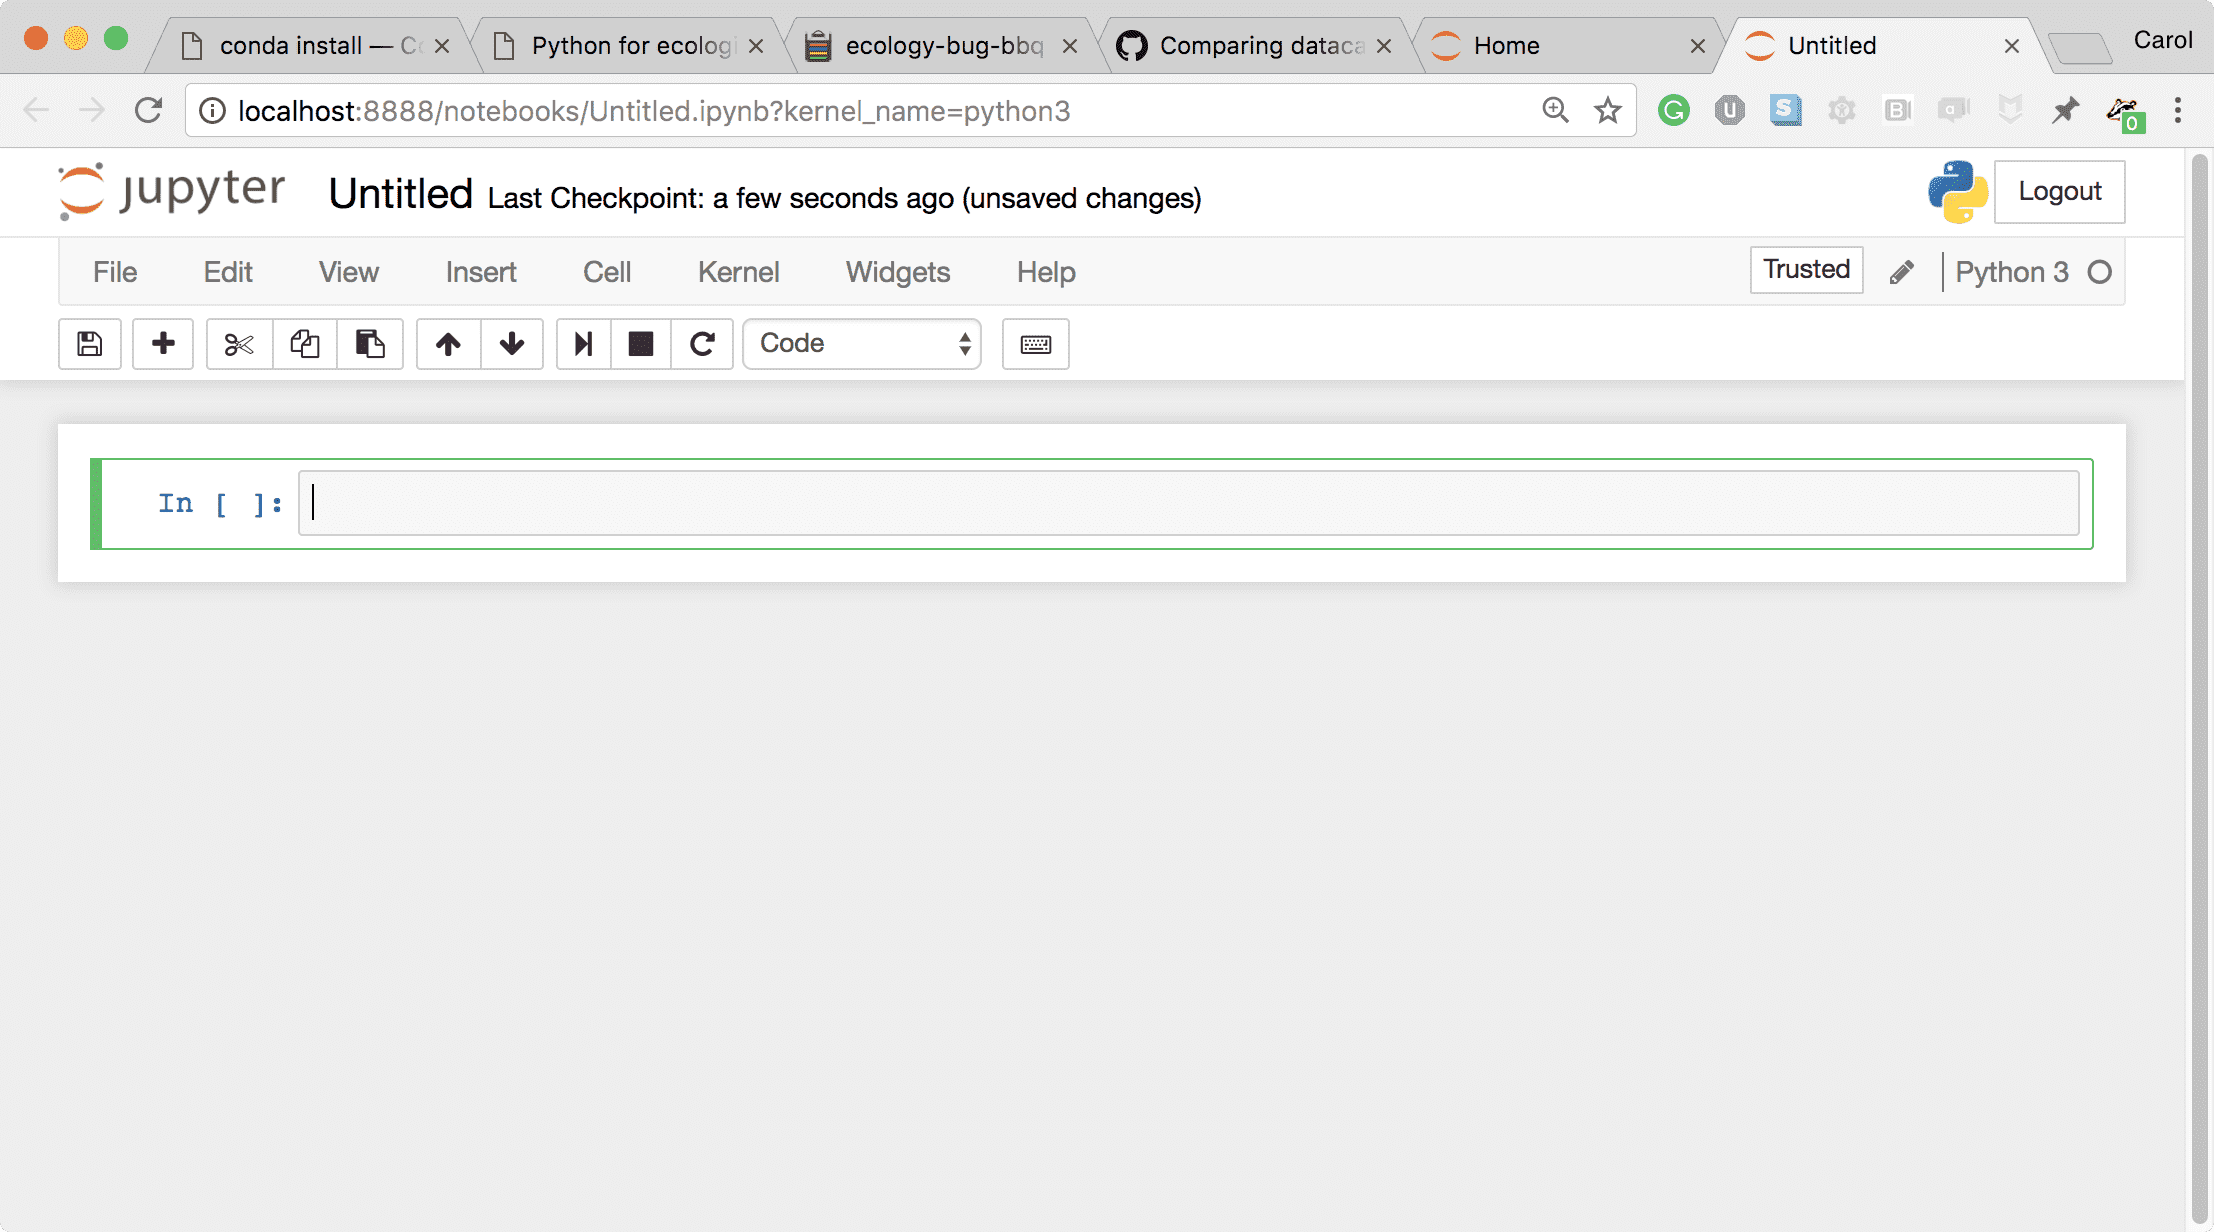 conda install — Co
Python for ecologi
ecology-bug-bbq
Comparing dataca
Home
Untitled
Carol
localhost:8888/notebooks/Untitled.ipynb?kernel_name=python3
G U S B a 0
jupyter Untitled Last Checkpoint: a few seconds ago (unsaved changes) Logout
File Edit View Insert Cell Kernel Widgets Help Trusted Python 3
Code
In [ ]: